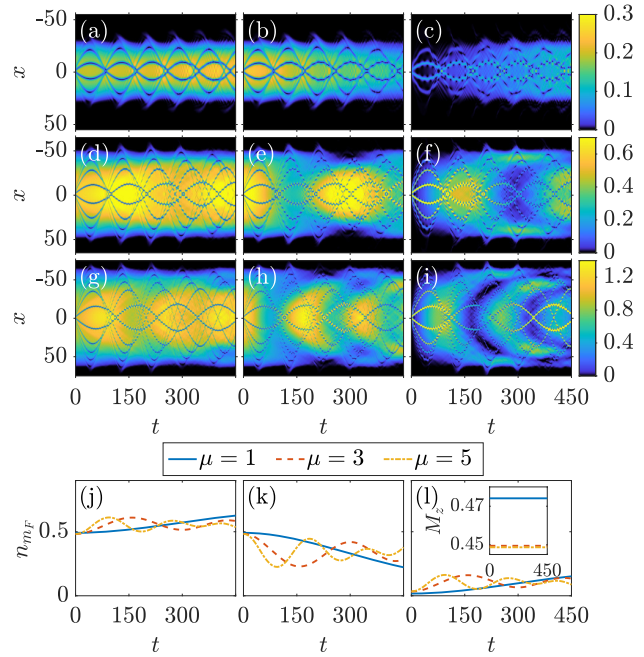 -50 (a) (b) (c) 0.3
x 0 0.2
0.1
50 0
-50 (d) (e) (f) 0.6
x 0 0.4
0.2
50 0
-50 (g) (h) (i) 1.2
x 0 0.8
0.4
50 0
0 150 300 0 150 300 0 150 300 450
t t t
μ = 1 μ = 3 μ = 5
(j) (k) (l)
n_{m_F} 0.5 M_z 0.47
0.45
0 450
0
0 150 300 0 150 300 0 150 300 450
t t t